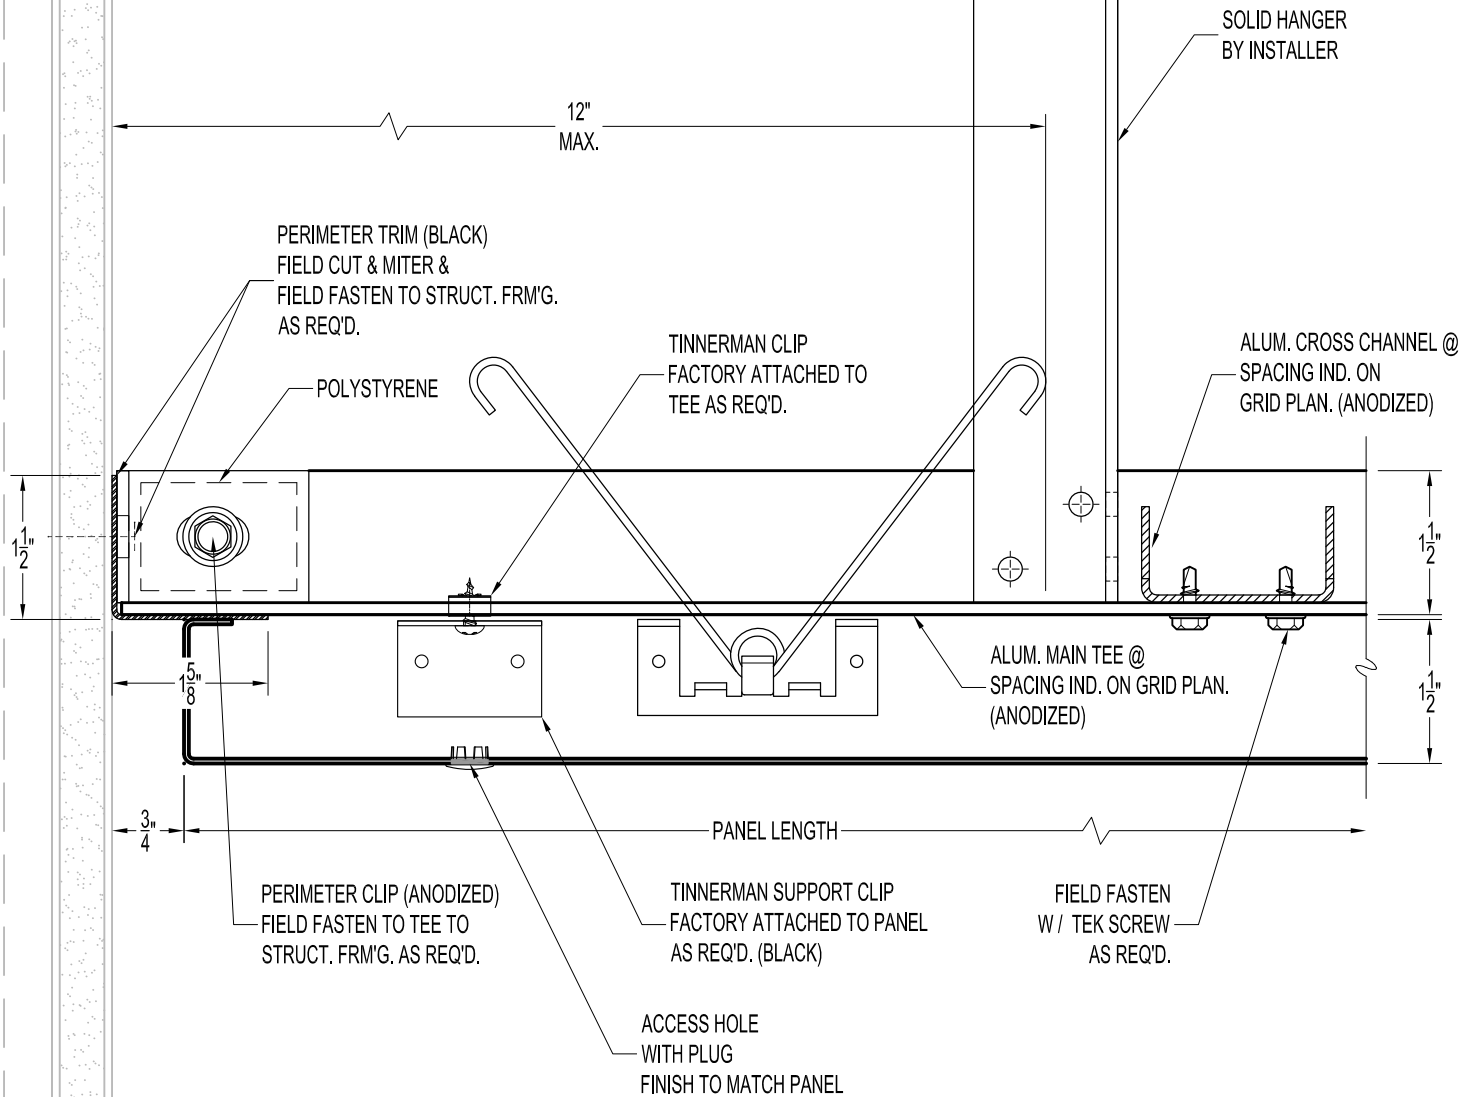 SOLID HANGER
BY INSTALLER
12"
MAX.
PERIMETER TRIM (BLACK)
FIELD CUT & MITER &
FIELD FASTEN TO STRUCT. FRM'G.
AS REQ'D.
TINNERMAN CLIP
FACTORY ATTACHED TO
TEE AS REQ'D.
ALUM. CROSS CHANNEL @
SPACING IND. ON
GRID PLAN. (ANODIZED)
POLYSTYRENE
1 1/2"
1 1/2"
ALUM. MAIN TEE @
SPACING IND. ON GRID PLAN.
(ANODIZED)
1 5/8"
1 1/2"
3/4"
PANEL LENGTH
PERIMETER CLIP (ANODIZED)
FIELD FASTEN TO TEE TO
STRUCT. FRM'G. AS REQ'D.
TINNERMAN SUPPORT CLIP
FACTORY ATTACHED TO PANEL
AS REQ'D. (BLACK)
FIELD FASTEN
W / TEK SCREW
AS REQ'D.
ACCESS HOLE
WITH PLUG
FINISH TO MATCH PANEL